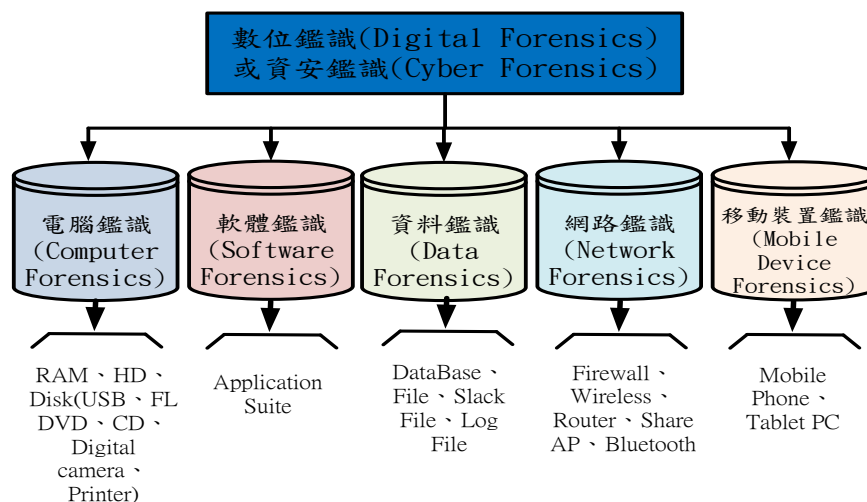 數位鑑識(Digital Forensics)
或資安鑑識(Cyber Forensics)
電腦鑑識
(Computer
Forensics)
軟體鑑識
(Software
Forensics)
資料鑑識
(Data
Forensics)
網路鑑識
(Network
Forensics)
移動裝置鑑識
(Mobile
Device
Forensics)
RAM、HD、
Disk(USB、FL
DVD、CD、
Digital
camera、
Printer)
Application
Suite
DataBase、
File、Slack
File、Log
File
Firewall、
Wireless、
Router、Share
AP、Bluetooth
Mobile
Phone、
Tablet PC